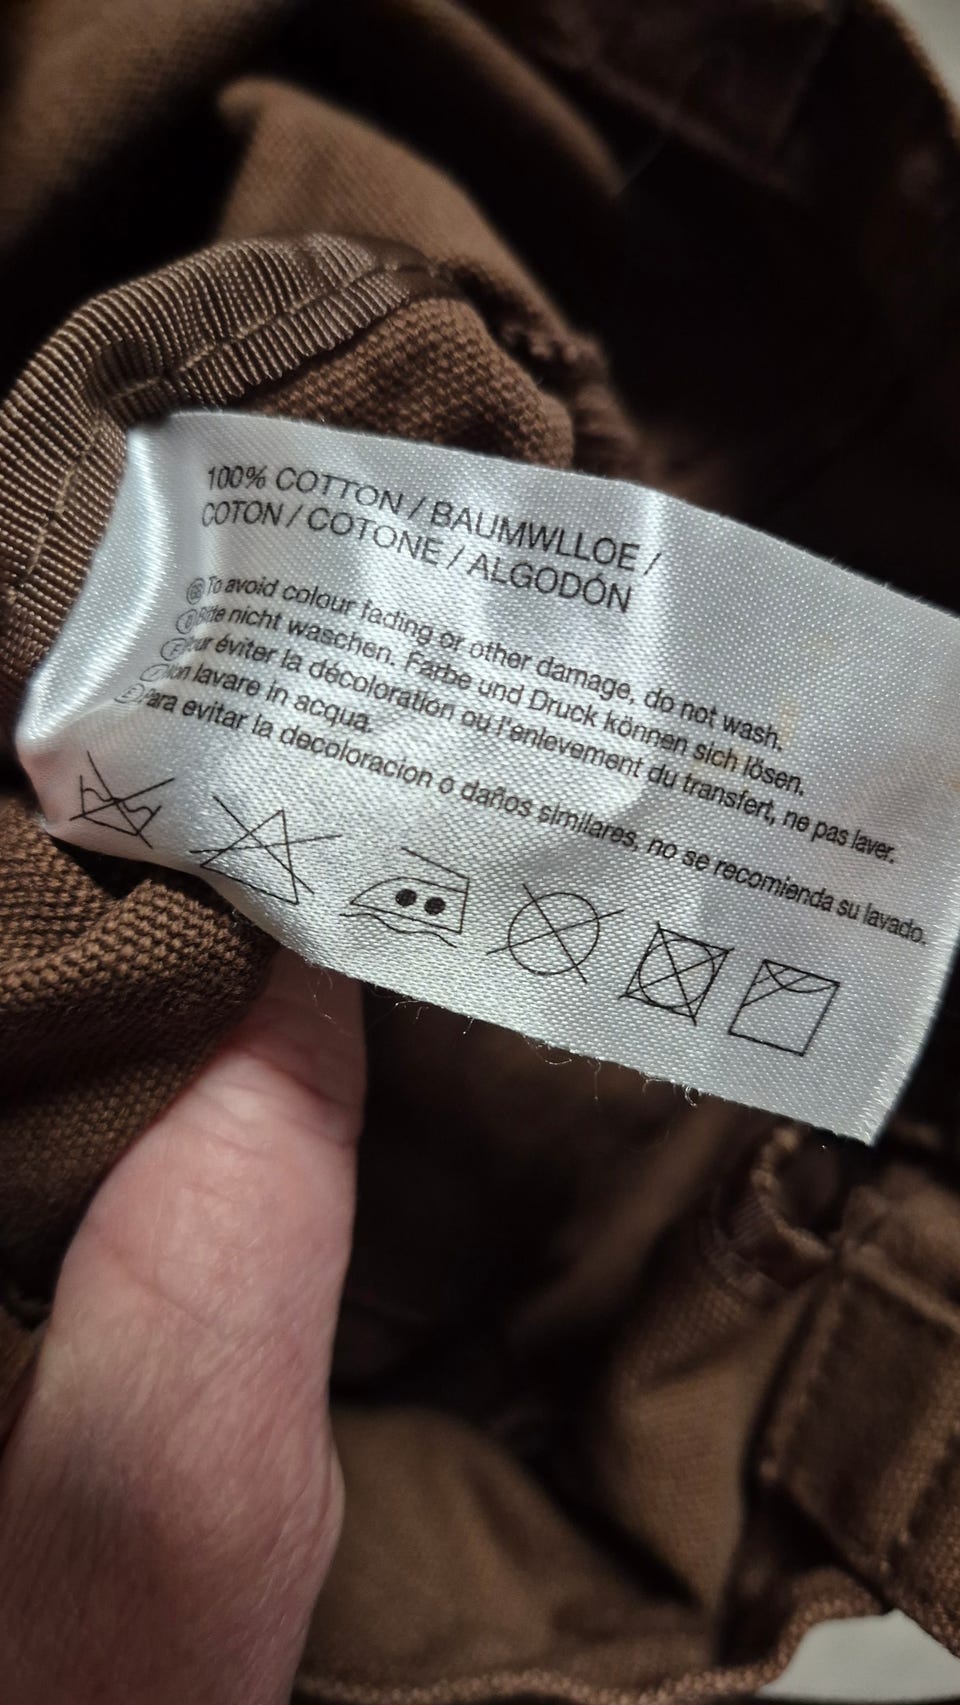 100% COTTON / BAUMWLLOE /
COTON / COTONE / ALGODÓN
GB To avoid colour fading or other damage, do not wash.
D Bitte nicht waschen. Farbe und Druck können sich lösen.
F Pour éviter la décoloration ou l'enlevement du transfert, ne pas laver.
I Non lavare in acqua.
E Para evitar la decoloracion o daños similares, no se recomienda su lavado.